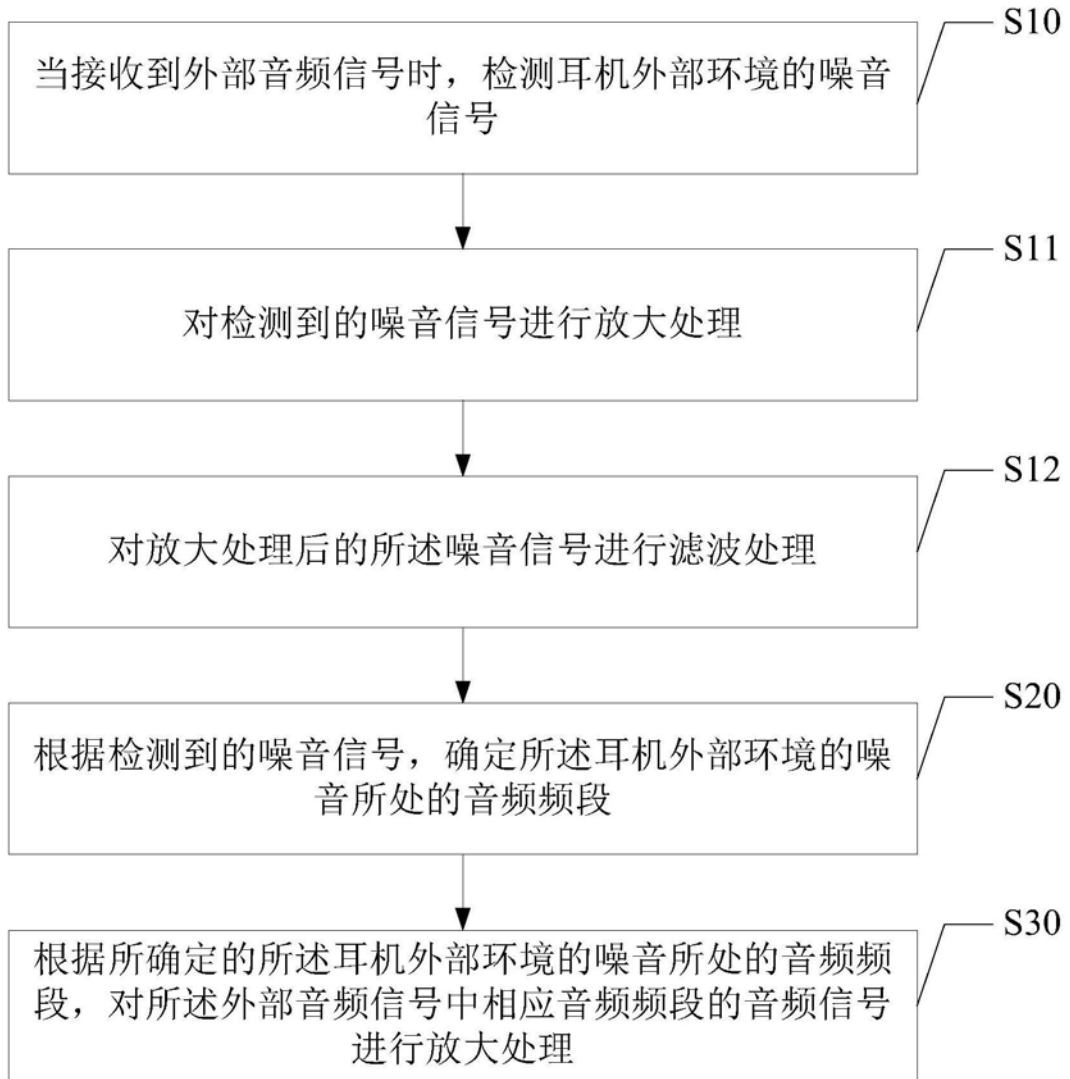 S10
当接收到外部音频信号时，检测耳机外部环境的噪音
信号
S11
对检测到的噪音信号进行放大处理
S12
对放大处理后的所述噪音信号进行滤波处理
S20
根据检测到的噪音信号，确定所述耳机外部环境的噪
音所处的音频频段
S30
根据所确定的所述耳机外部环境的噪音所处的音频频
段，对所述外部音频信号中相应音频频段的音频信号
进行放大处理